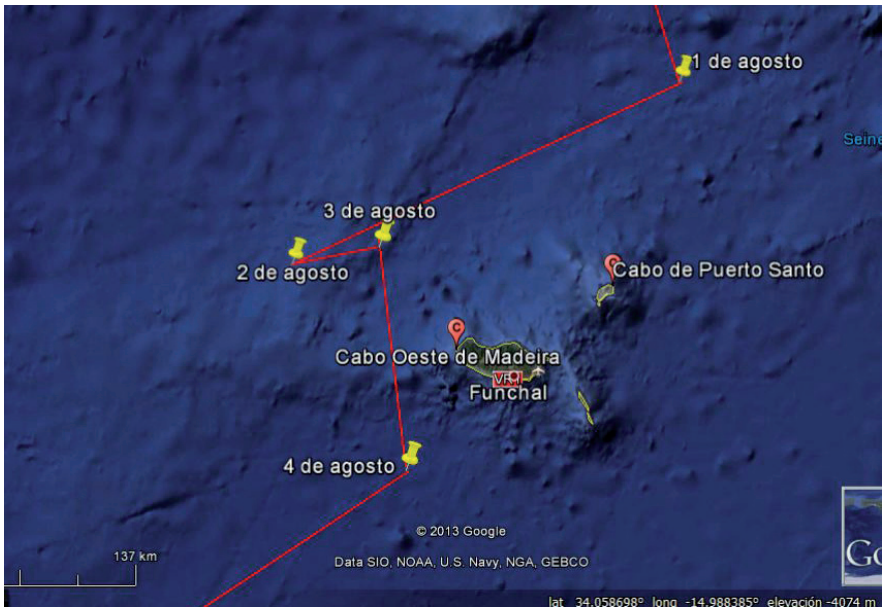 1 de agosto
Seine
3 de agosto
2 de agosto
Cabo de Puerto Santo
C
Cabo Oeste de Madeira
VR1
Funchal
4 de agosto
© 2013 Google
137 km
Data SIO, NOAA, U.S. Navy, NGA, GEBCO
Go
lat 34.058698° long -14.988385° elevación -4074 m